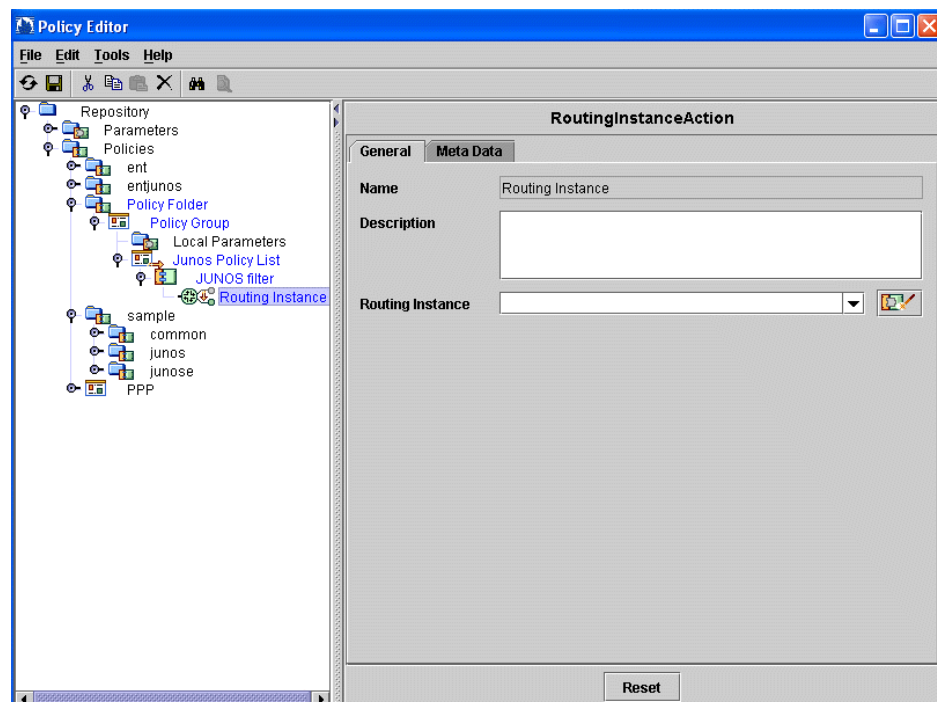 Policy Editor
File Edit Tools Help
Repository
Parameters
Policies
ent
entjunos
Policy Folder
Policy Group
Local Parameters
Junos Policy List
JUNOS filter
Routing Instance
sample
common
junos
junose
PPP
RoutingInstanceAction
General Meta Data
Name Routing Instance
Description
Routing Instance
Reset